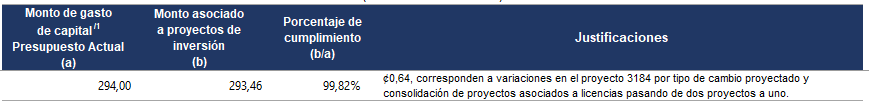 Monto de gasto
de capital /1
Presupuesto Actual
(a)
Monto asociado
a proyectos de
inversión
(b)
Porcentaje de
cumplimiento
(b/a)
Justificaciones
294,00
293,46
99,82%
¢0,64, corresponden a variaciones en el proyecto 3184 por tipo de cambio proyectado y
consolidación de proyectos asociados a licencias pasando de dos proyectos a uno.